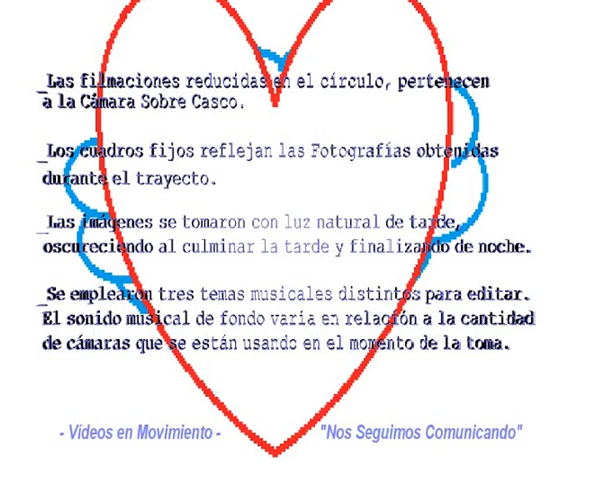 _Las filmaciones reducidas en el círculo, pertenecen
a la Cámara Sobre Casco.
_Los cuadros fijos reflejan las Fotografías obtenidas
durante el trayecto.
_Las imágenes se tomaron con luz natural de tarde,
oscureciendo al culminar la tarde y finalizando de noche.
_Se emplearon tres temas musicales distintos para editar.
El sonido musical de fondo varia en relación a la cantidad
de cámaras que se están usando en el momento de la toma.
- Vídeos en Movimiento - "Nos Seguimos Comunicando"